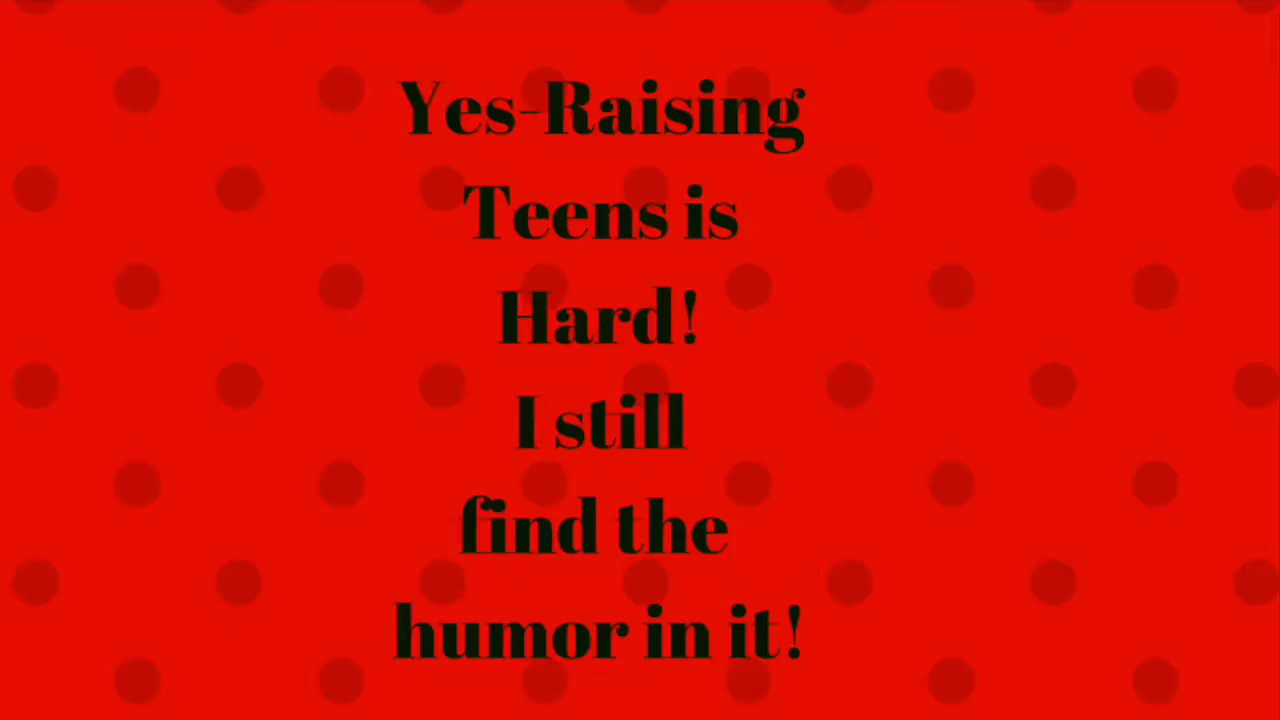 Yes-Raising
Teens is
Hard!
I still
find the
humor in it!